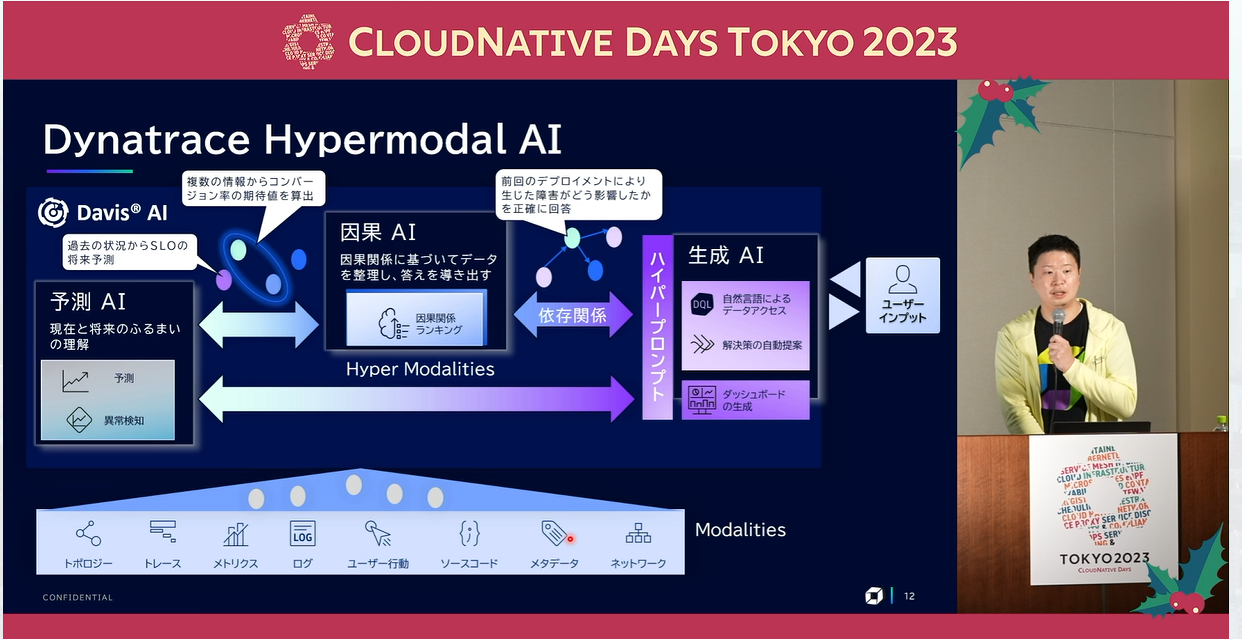 CLOUDNATIVE DAYS TOKYO 2023
Dynatrace Hypermodal AI
複数の情報からコンバー
ジョン率の期待値を算出
前回のデプロイメントにより
生じた障害がどう影響したか
を正確に回答
Davis® AI
過去の状況からSLOの
将来予測
予測 AI
現在と将来のふるまい
の理解
予測
異常検知
因果 AI
因果関係に基づいてデータ
を整理し、答えを導き出す
因果関係
ランキング
Hyper Modalities
依存関係
ハイパープロンプト
生成 AI
DQL
自然言語による
データアクセス
解決策の自動提案
ダッシュボード
の生成
ユーザー
インプット
LOG
トポロジー
トレース
メトリクス
ログ
ユーザー行動
ソースコード
メタデータ
ネットワーク
Modalities
CONFIDENTIAL
12
TOKYO2023
CLOUDNATIVE DAYS